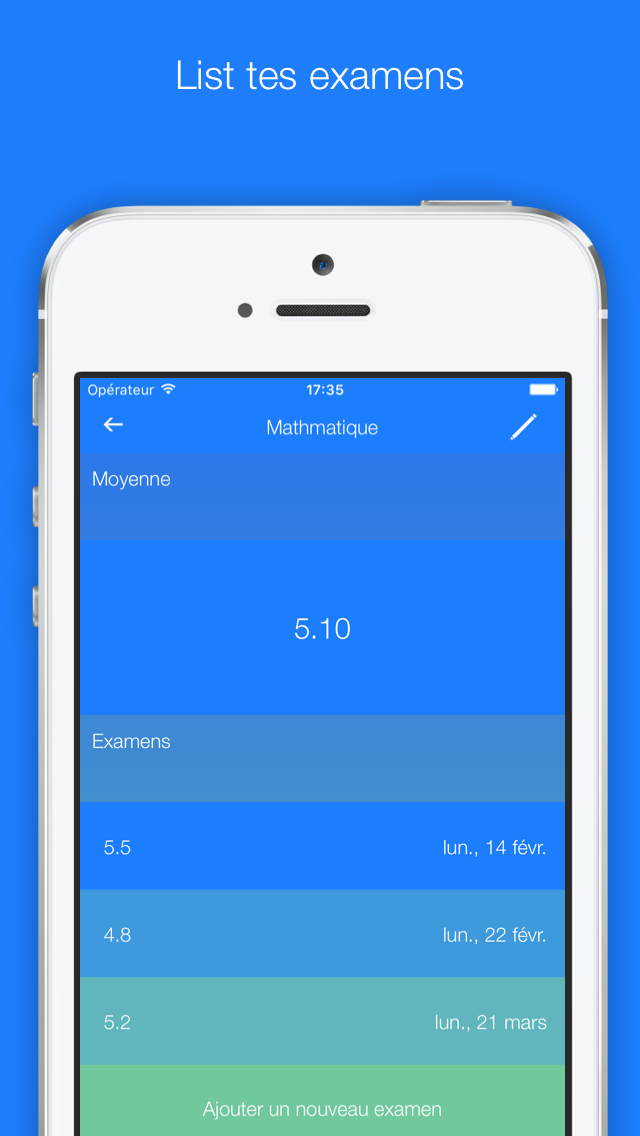 List tes examens
Opérateur 17:35
Mathmatique
Moyenne
5.10
Examens
5.5 lun., 14 févr.
4.8 lun., 22 févr.
5.2 lun., 21 mars
Ajouter un nouveau examen